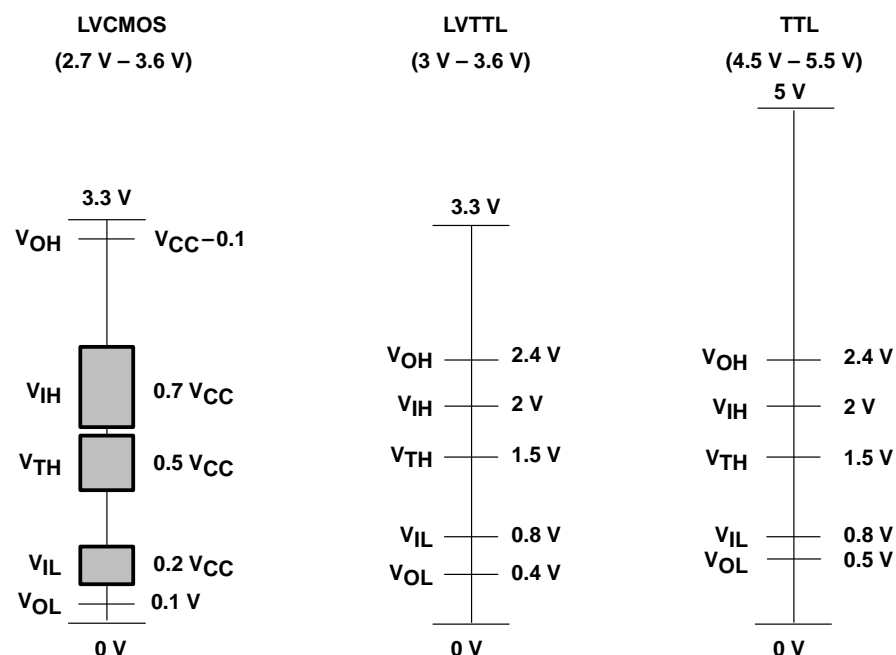 LVCMOS
(2.7 V – 3.6 V)
3.3 V
VOH VCC–0.1
VIH 0.7 VCC
VTH 0.5 VCC
VIL 0.2 VCC
VOL 0.1 V
0 V
LVTTL
(3 V – 3.6 V)
3.3 V
VOH 2.4 V
VIH 2 V
VTH 1.5 V
VIL 0.8 V
VOL 0.4 V
0 V
TTL
(4.5 V – 5.5 V)
5 V
VOH 2.4 V
VIH 2 V
VTH 1.5 V
VIL 0.8 V
VOL 0.5 V
0 V